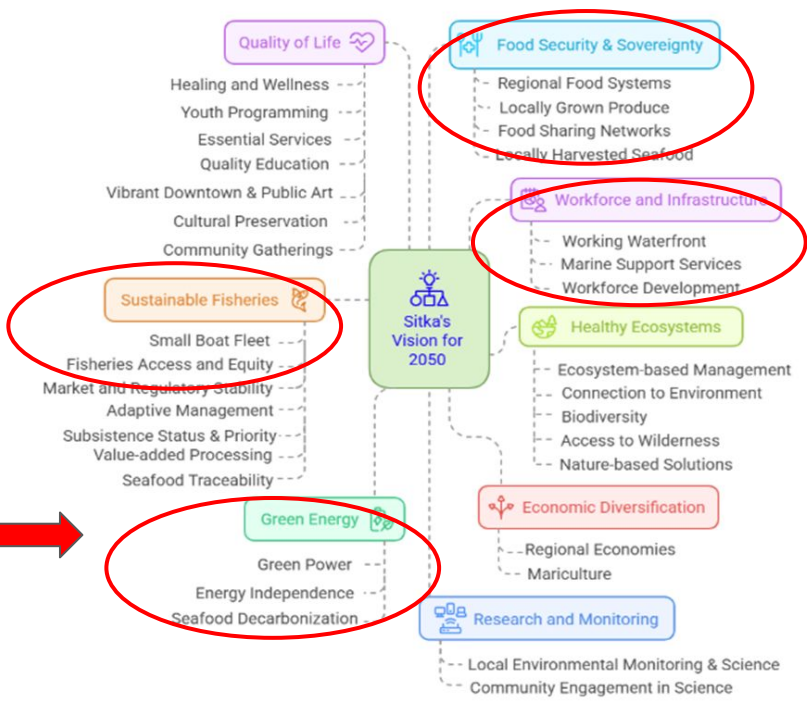 Quality of Life
Healing and Wellness
Youth Programming
Essential Services
Quality Education
Vibrant Downtown & Public Art
Cultural Preservation
Community Gatherings
Food Security & Sovereignty
Regional Food Systems
Locally Grown Produce
Food Sharing Networks
Locally Harvested Seafood
Workforce and Infrastructure
Working Waterfront
Marine Support Services
Workforce Development
Sustainable Fisheries
Small Boat Fleet
Fisheries Access and Equity
Market and Regulatory Stability
Adaptive Management
Subsistence Status & Priority
Value-added Processing
Seafood Traceability
Sitka's
Vision for
2050
Healthy Ecosystems
Ecosystem-based Management
Connection to Environment
Biodiversity
Access to Wilderness
Nature-based Solutions
Green Energy
Green Power
Energy Independence
Seafood Decarbonization
Economic Diversification
Regional Economies
Mariculture
Research and Monitoring
Local Environmental Monitoring & Science
Community Engagement in Science